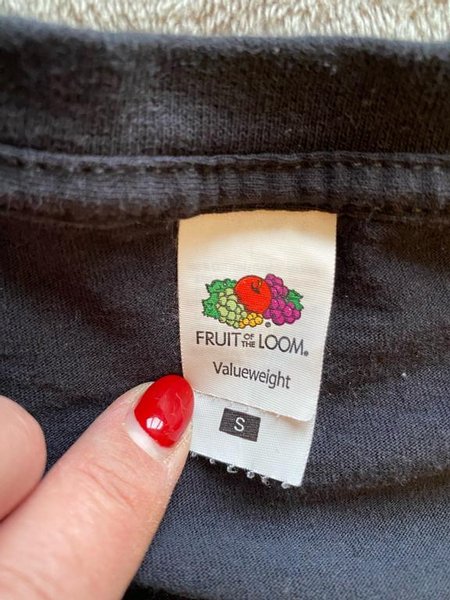 FRUIT OF THE LOOM®
Valueweight
S